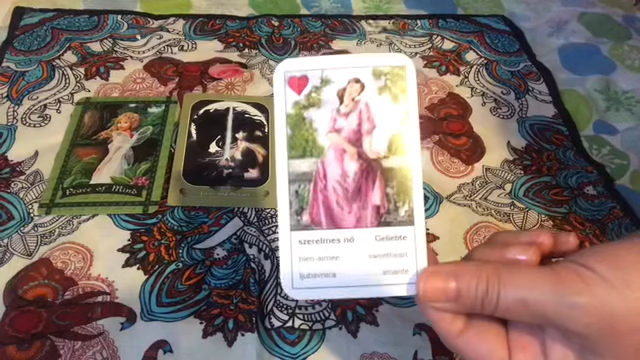 Peace of Mind
szerelmes nő Geliebte
bien-aimée sweetheart
ljubavnica amante